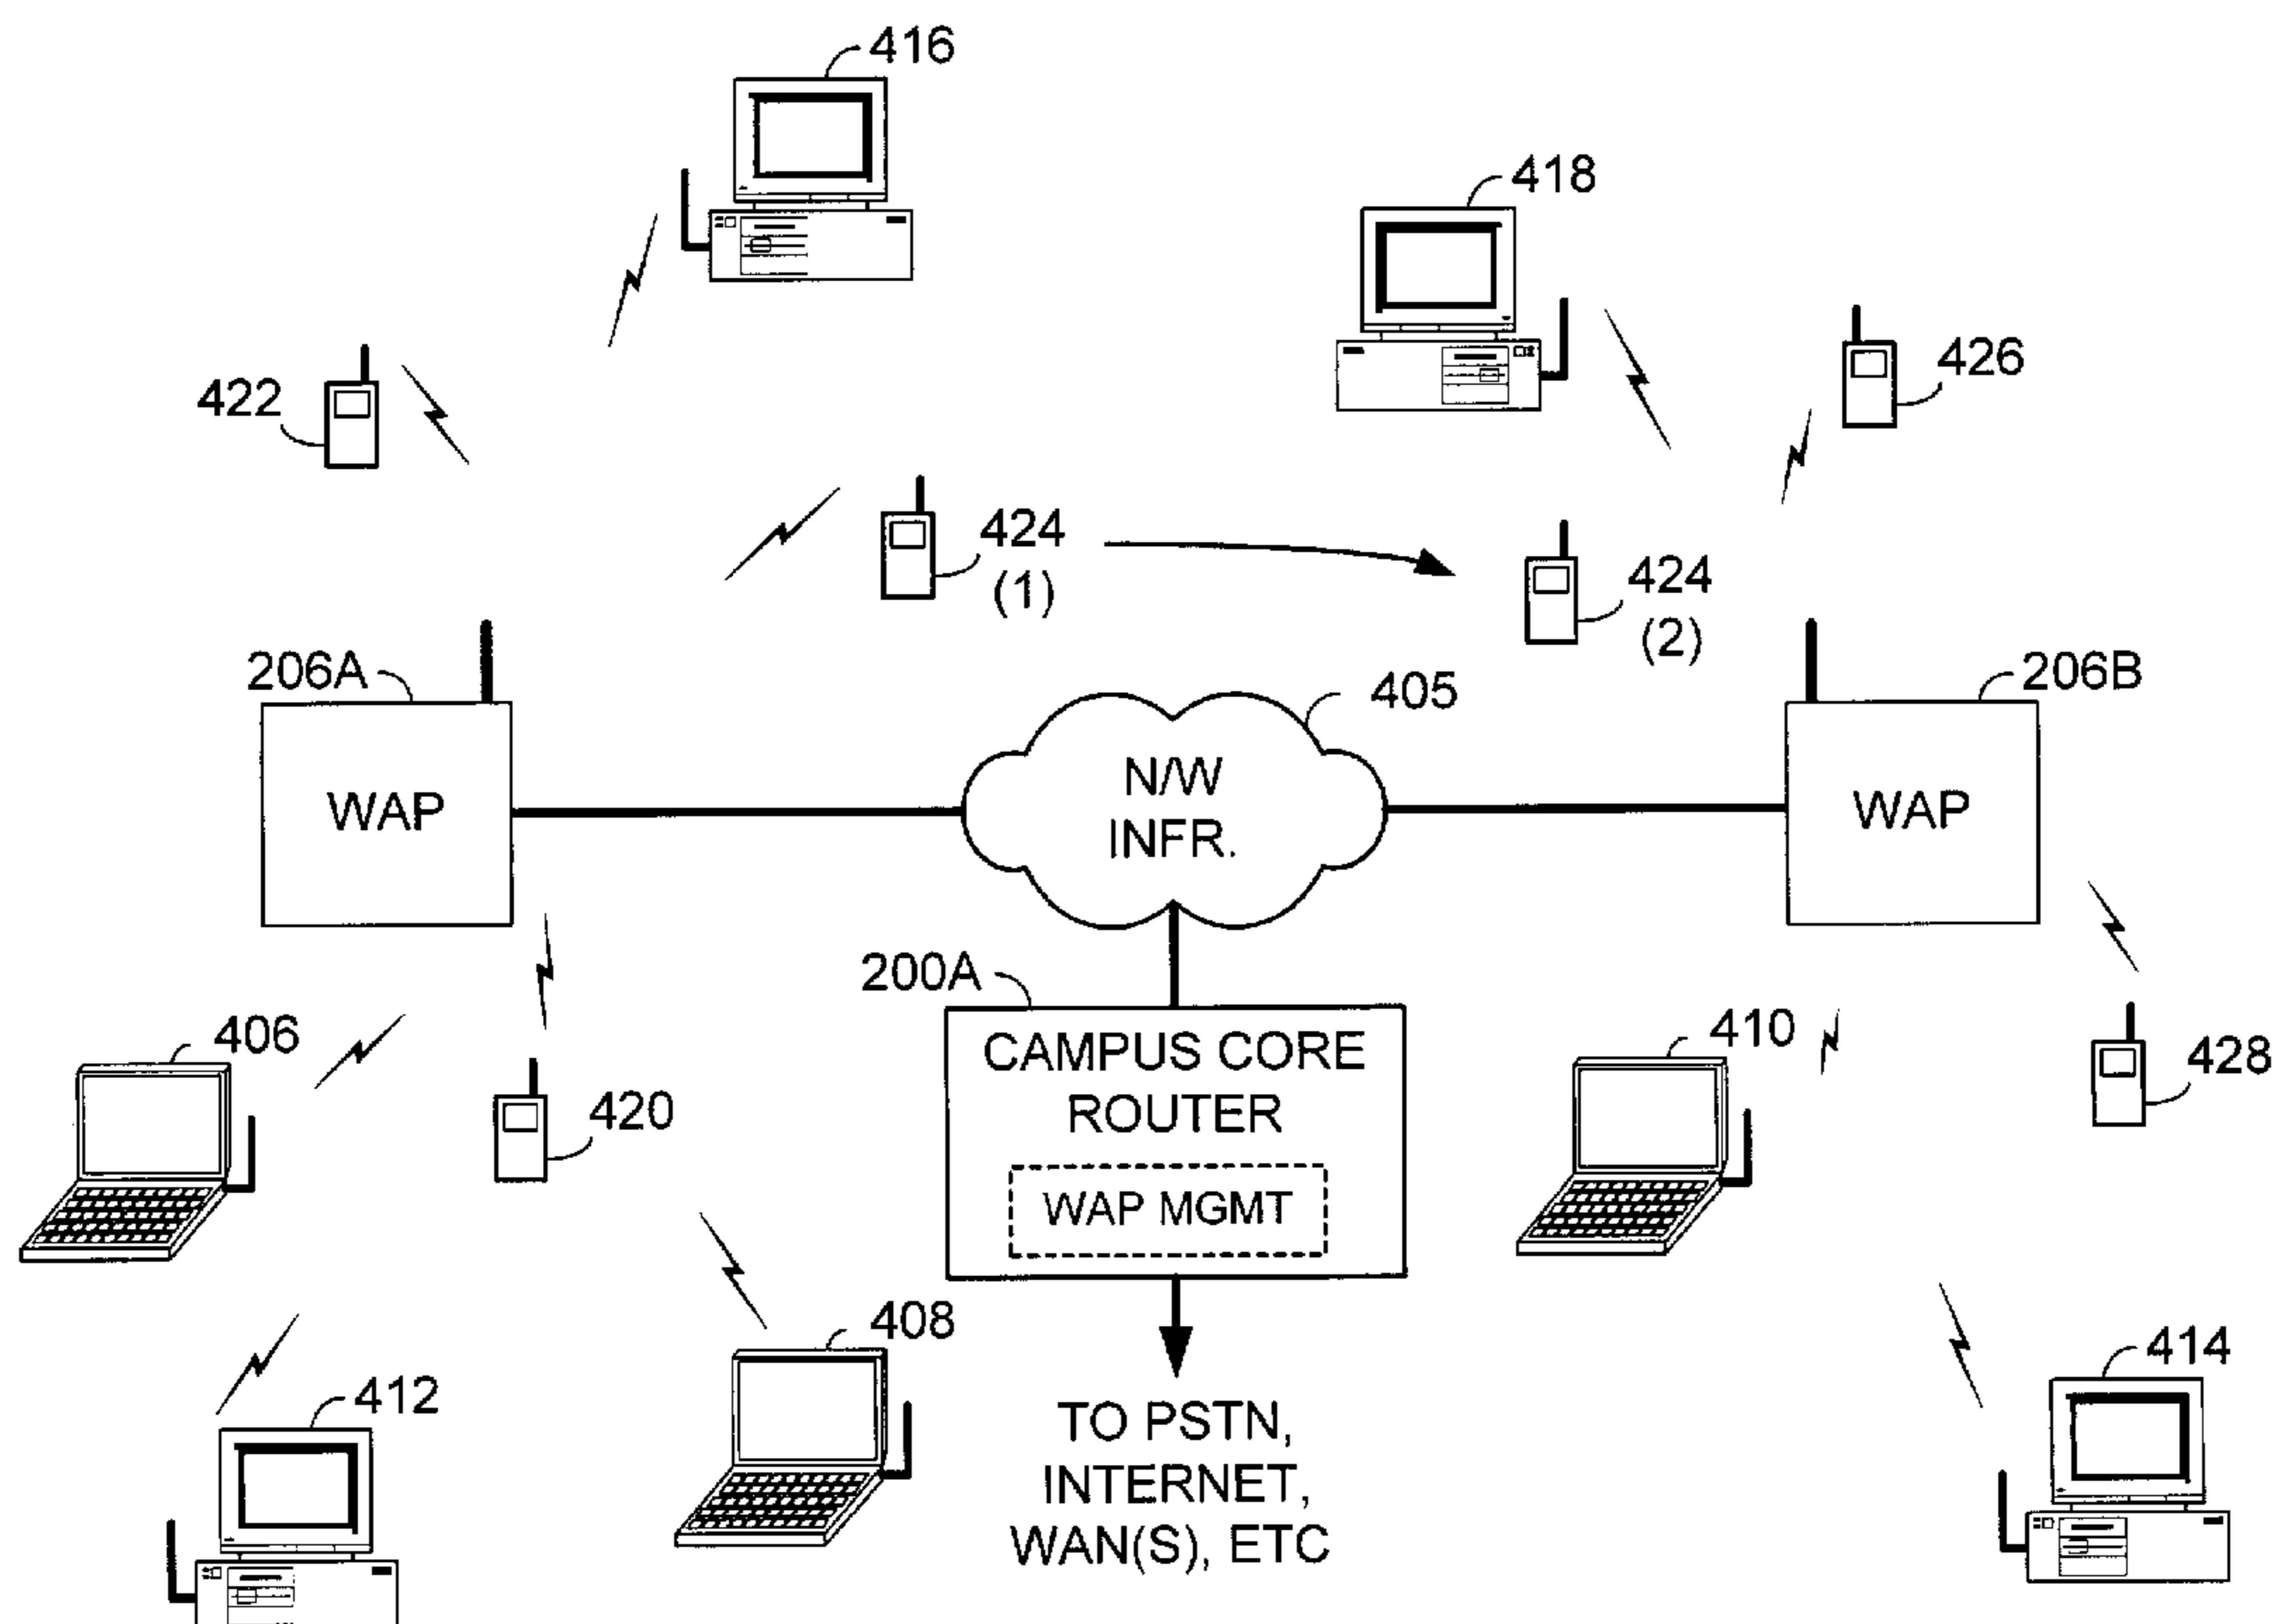 416
418
426
422
424
(1)
424
(2)
206A
405
206B
N/W
INFR.
WAP
WAP
200A
CAMPUS CORE
ROUTER
WAP MGMT
406
420
410
428
408
412
414
TO PSTN,
INTERNET,
WAN(S), ETC